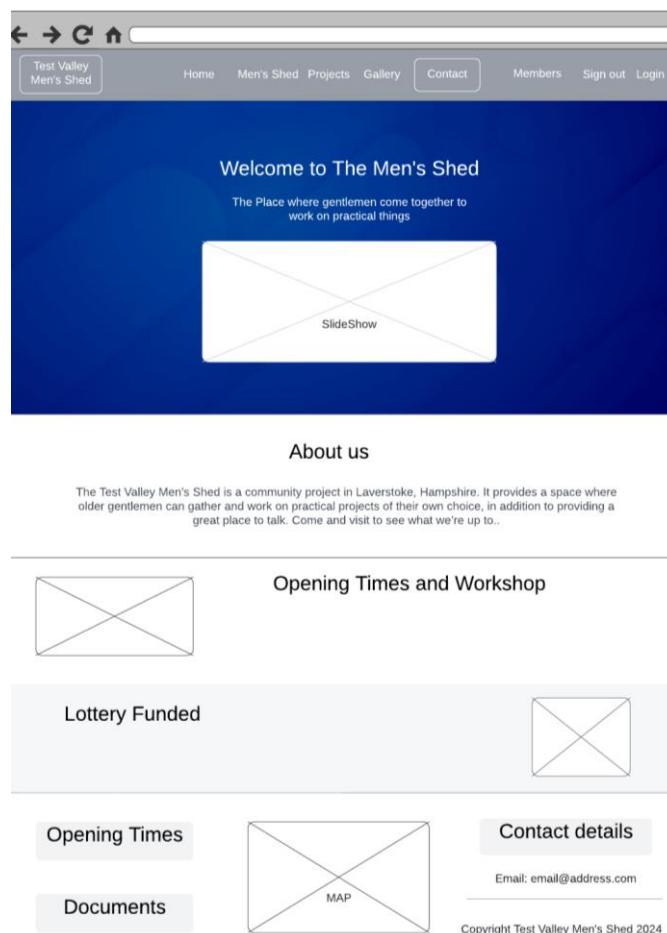 Test Valley
Men's Shed
Home
Men's Shed
Projects
Gallery
Contact
Members
Sign out
Login
Welcome to The Men's Shed
The Place where gentlemen come together to
work on practical things
SlideShow
About us
The Test Valley Men's Shed is a community project in Laverstoke, Hampshire. It provides a space where
older gentlemen can gather and work on practical projects of their own choice, in addition to providing a
great place to talk. Come and visit to see what we're up to..
Opening Times and Workshop
Lottery Funded
Opening Times
Documents
MAP
Contact details
Email: email@address.com
Copyright Test Valley Men's Shed 2024